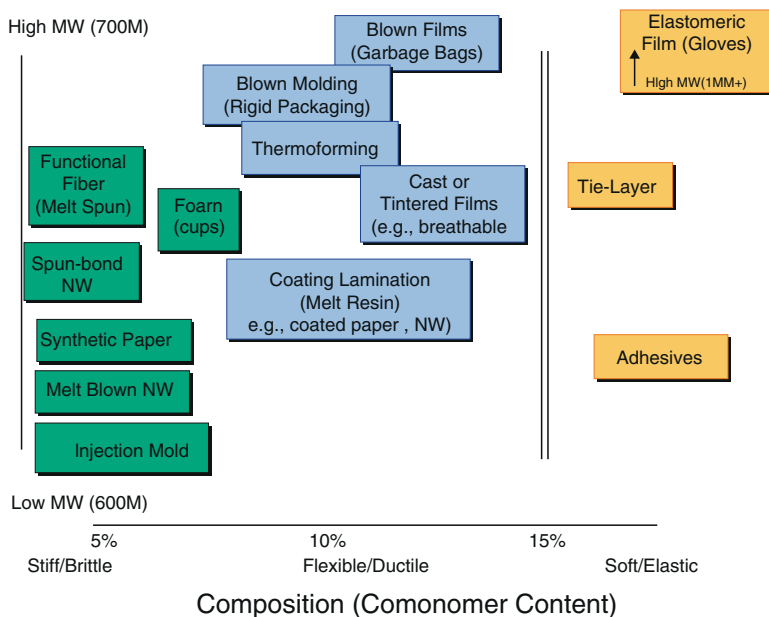 High MW (700M)
Blown Films
(Garbage Bags)
Elastomeric
Film (Gloves)
HIgh MW(1MM+)
Blown Molding
(Rigid Packaging)
Thermoforming
Functional
Fiber
(Melt Spun)
Foarn
(cups)
Cast or
Tintered Films
(e.g., breathable
Tie-Layer
Spun-bond
NW
Coating Lamination
(Melt Resin)
e.g., coated paper , NW)
Synthetic Paper
Adhesives
Melt Blown NW
Injection Mold
Low MW (600M)
5%
10%
15%
Stiff/Brittle
Flexible/Ductile
Soft/Elastic
Composition (Comonomer Content)